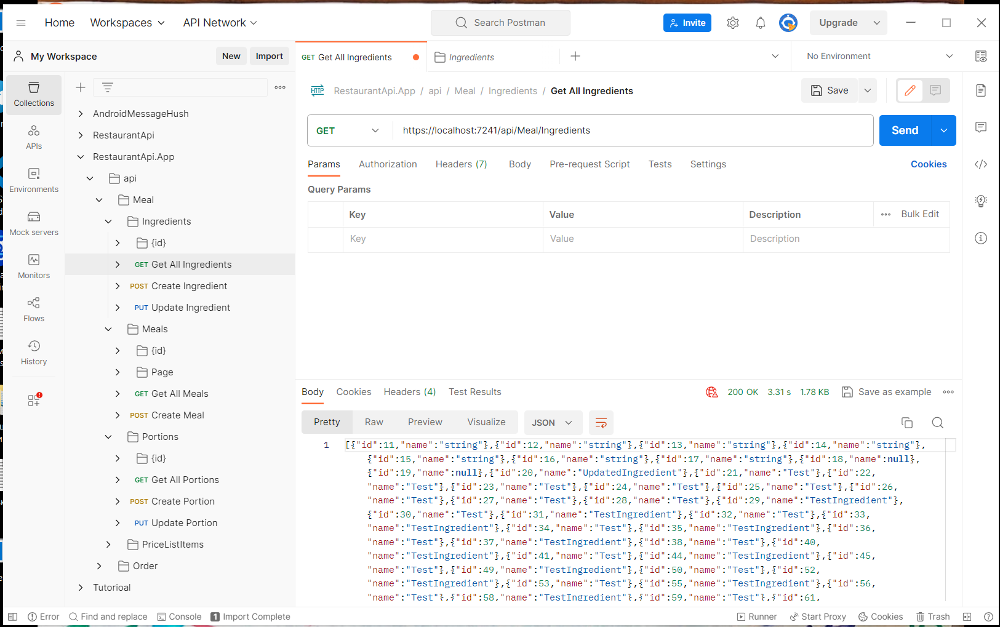 Home Workspaces API Network Search Postman Invite Upgrade
My Workspace New Import GET Get All Ingredients Ingredients No Environment
Collections
APIs
Environments
Mock servers
Monitors
Flows
History
AndroidMessageHush
RestaurantApi
RestaurantApi.App
api
Meal
Ingredients
{id}
GET Get All Ingredients
POST Create Ingredient
PUT Update Ingredient
Meals
{id}
Page
GET Get All Meals
POST Create Meal
Portions
{id}
GET Get All Portions
POST Create Portion
PUT Update Portion
PriceListItems
Order
Tutorioal
HTTP RestaurantApi.App / api / Meal / Ingredients / Get All Ingredients Save
GET https://localhost:7241/api/Meal/Ingredients Send
Params Authorization Headers (7) Body Pre-request Script Tests Settings Cookies
Query Params
Key Value Description Bulk Edit
Key Value Description
Body Cookies Headers (4) Test Results 200 OK 3.31 s 1.78 KB Save as example
Pretty Raw Preview Visualize JSON
1 [{"id":11,"name":"string"},{"id":12,"name":"string"},{"id":13,"name":"string"},{"id":14,"name":"string"},
{"id":15,"name":"string"},{"id":16,"name":"string"},{"id":17,"name":"string"},{"id":18,"name":null},
{"id":19,"name":null},{"id":20,"name":"UpdatedIngredient"},{"id":21,"name":"Test"},{"id":22,
"name":"Test"},{"id":23,"name":"Test"},{"id":24,"name":"Test"},{"id":25,"name":"Test"},{"id":26,
"name":"Test"},{"id":27,"name":"Test"},{"id":28,"name":"Test"},{"id":29,"name":"TestIngredient"},
{"id":30,"name":"Test"},{"id":31,"name":"TestIngredient"},{"id":32,"name":"Test"},{"id":33,
"name":"TestIngredient"},{"id":34,"name":"Test"},{"id":35,"name":"TestIngredient"},{"id":36,
"name":"Test"},{"id":37,"name":"TestIngredient"},{"id":38,"name":"Test"},{"id":40,
"name":"TestIngredient"},{"id":41,"name":"Test"},{"id":44,"name":"TestIngredient"},{"id":45,
"name":"Test"},{"id":49,"name":"TestIngredient"},{"id":50,"name":"Test"},{"id":52,
"name":"TestIngredient"},{"id":53,"name":"Test"},{"id":55,"name":"TestIngredient"},{"id":56,
"name":"Test"},{"id":58,"name":"TestIngredient"},{"id":59,"name":"Test"},{"id":61,
Error Find and replace Console 1 Import Complete Runner Start Proxy Cookies Trash